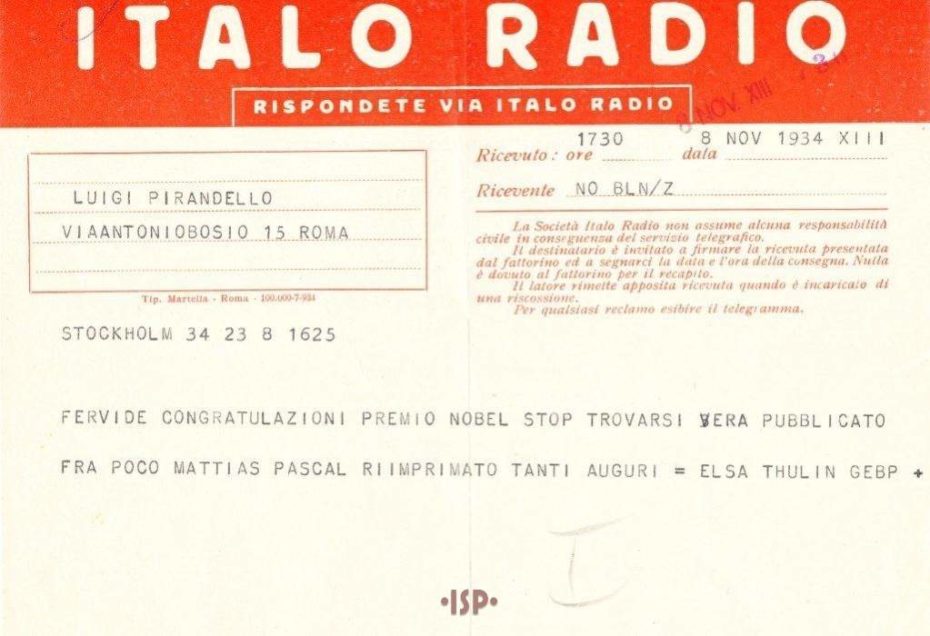 ITALO RADIO
RISPONDETE VIA ITALO RADIO
8 NOV. XIII
Ricevuto: ore 1730 data 8 NOV 1934 XIII
Ricevente NO BLN/Z
LUIGI PIRANDELLO
VIAANTONIOBOSIO 15 ROMA
Tip. Martella - Roma - 100.000-7-934
La Società Italo Radio non assume alcuna responsabilità
civile in conseguenza del servizio telegrafico.
Il destinatario è invitato a firmare la ricevuta presentata
dal fattorino ed a segnarci la data e l'ora della consegna. Nulla
è dovuto al fattorino per il recapito.
Il latore rimette apposita ricevuta quando è incaricato di
una riscossione.
Per qualsiasi reclamo esibire il telegramma.
STOCKHOLM 34 23 8 1625
FERVIDE CONGRATULAZIONI PREMIO NOBEL STOP TROVARSI VERA PUBBLICATO
FRA POCO MATTIAS PASCAL RIIMPRIMATO TANTI AUGURI = ELSA THULIN GEBP +
I
•ISP•